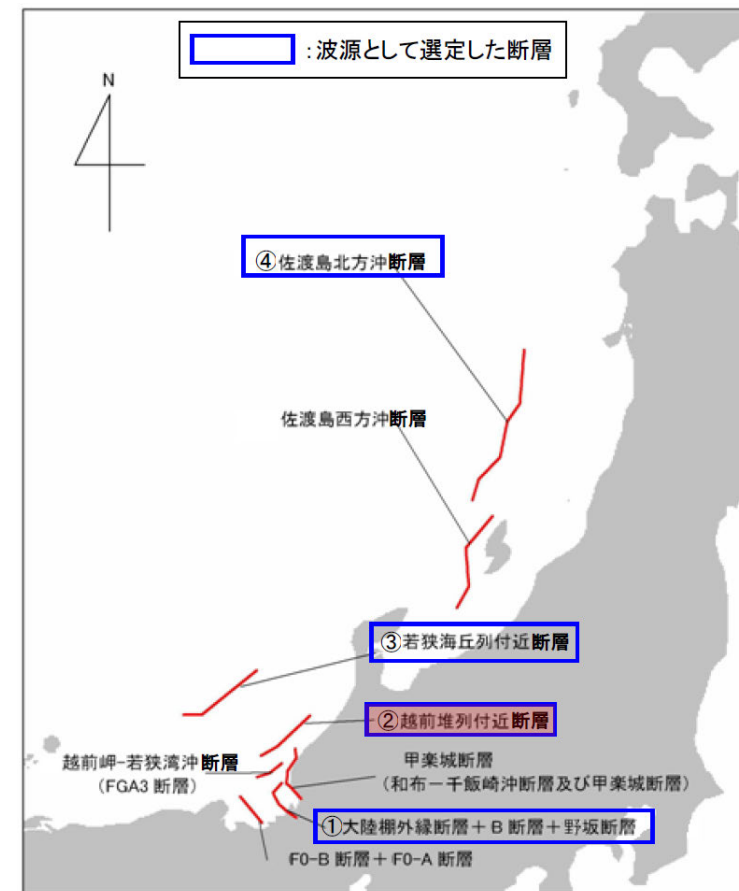 ：波源として選定した断層
N
④佐渡島北方沖断層
佐渡島西方沖断層
③若狭海丘列付近断層
②越前堆列付近断層
越前岬−若狭湾沖断層
（FGA3 断層）
甲楽城断層
（和布−干飯崎沖断層及び甲楽城断層）
①大陸棚外縁断層＋B 断層＋野坂断層
F0-B 断層＋F0-A 断層